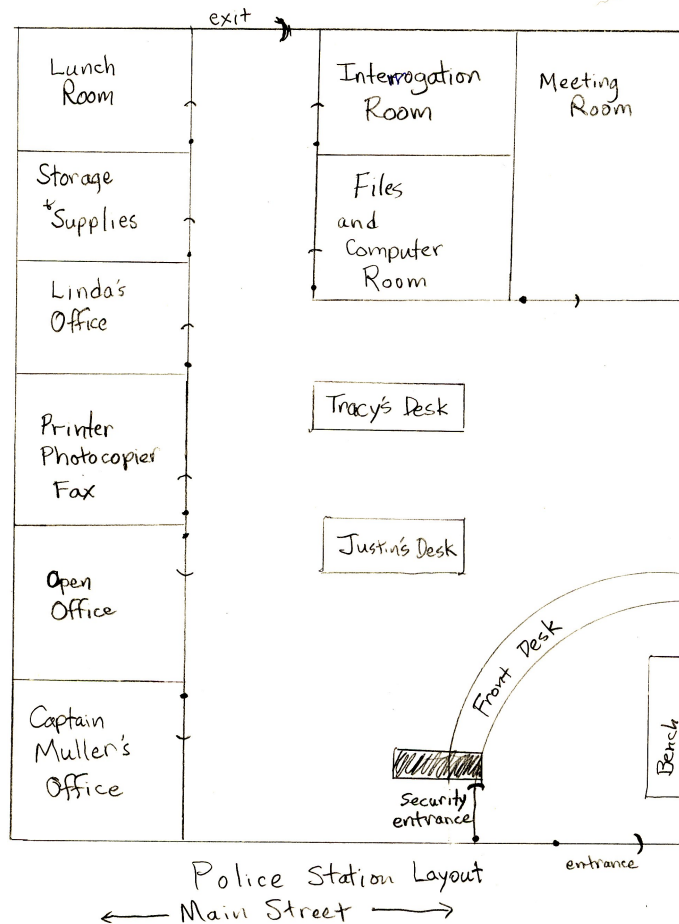 exit
Lunch
Room
Interrogation
Room
Meeting
Room
Storage
+ Supplies
Files
and
Computer
Room
Linda's
Office
Tracy's Desk
Printer
Photocopier
Fax
Justin's Desk
Open
Office
Front Desk
Captain
Muller's
Office
Bench
Security
entrance
entrance
Police Station Layout
Main Street